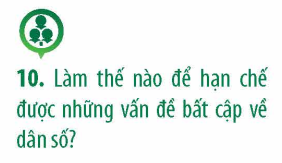 10. Làm thế nào để hạn chế
được những vấn đề bất cập về
dân số?